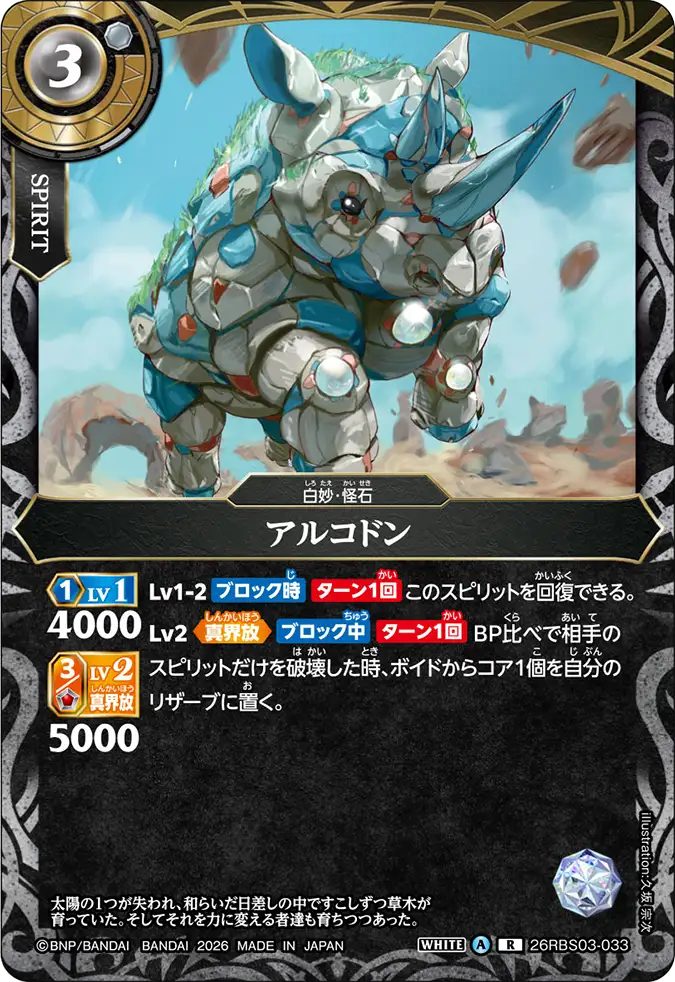 3
SPIRIT
白妙・怪石
アルコドン
1 LV1
4000
Lv1-2 ブロック時 ターン1回 このスピリットを回復できる。
Lv2 真界放 ブロック中 ターン1回 BP比べで相手の
スピリットだけを破壊した時、ボイドからコア1個を自分の
リザーブに置く。
3 LV2
真界放
5000
illustration:久坂 宗次
太陽の1つが失われ、和らいだ日差しの中ですこしずつ草木が
育っていた。そしてそれを力に変える者達も育ちつつあった。
©BNP/BANDAI BANDAI 2026 MADE IN JAPAN WHITE A R 26RBS03-033